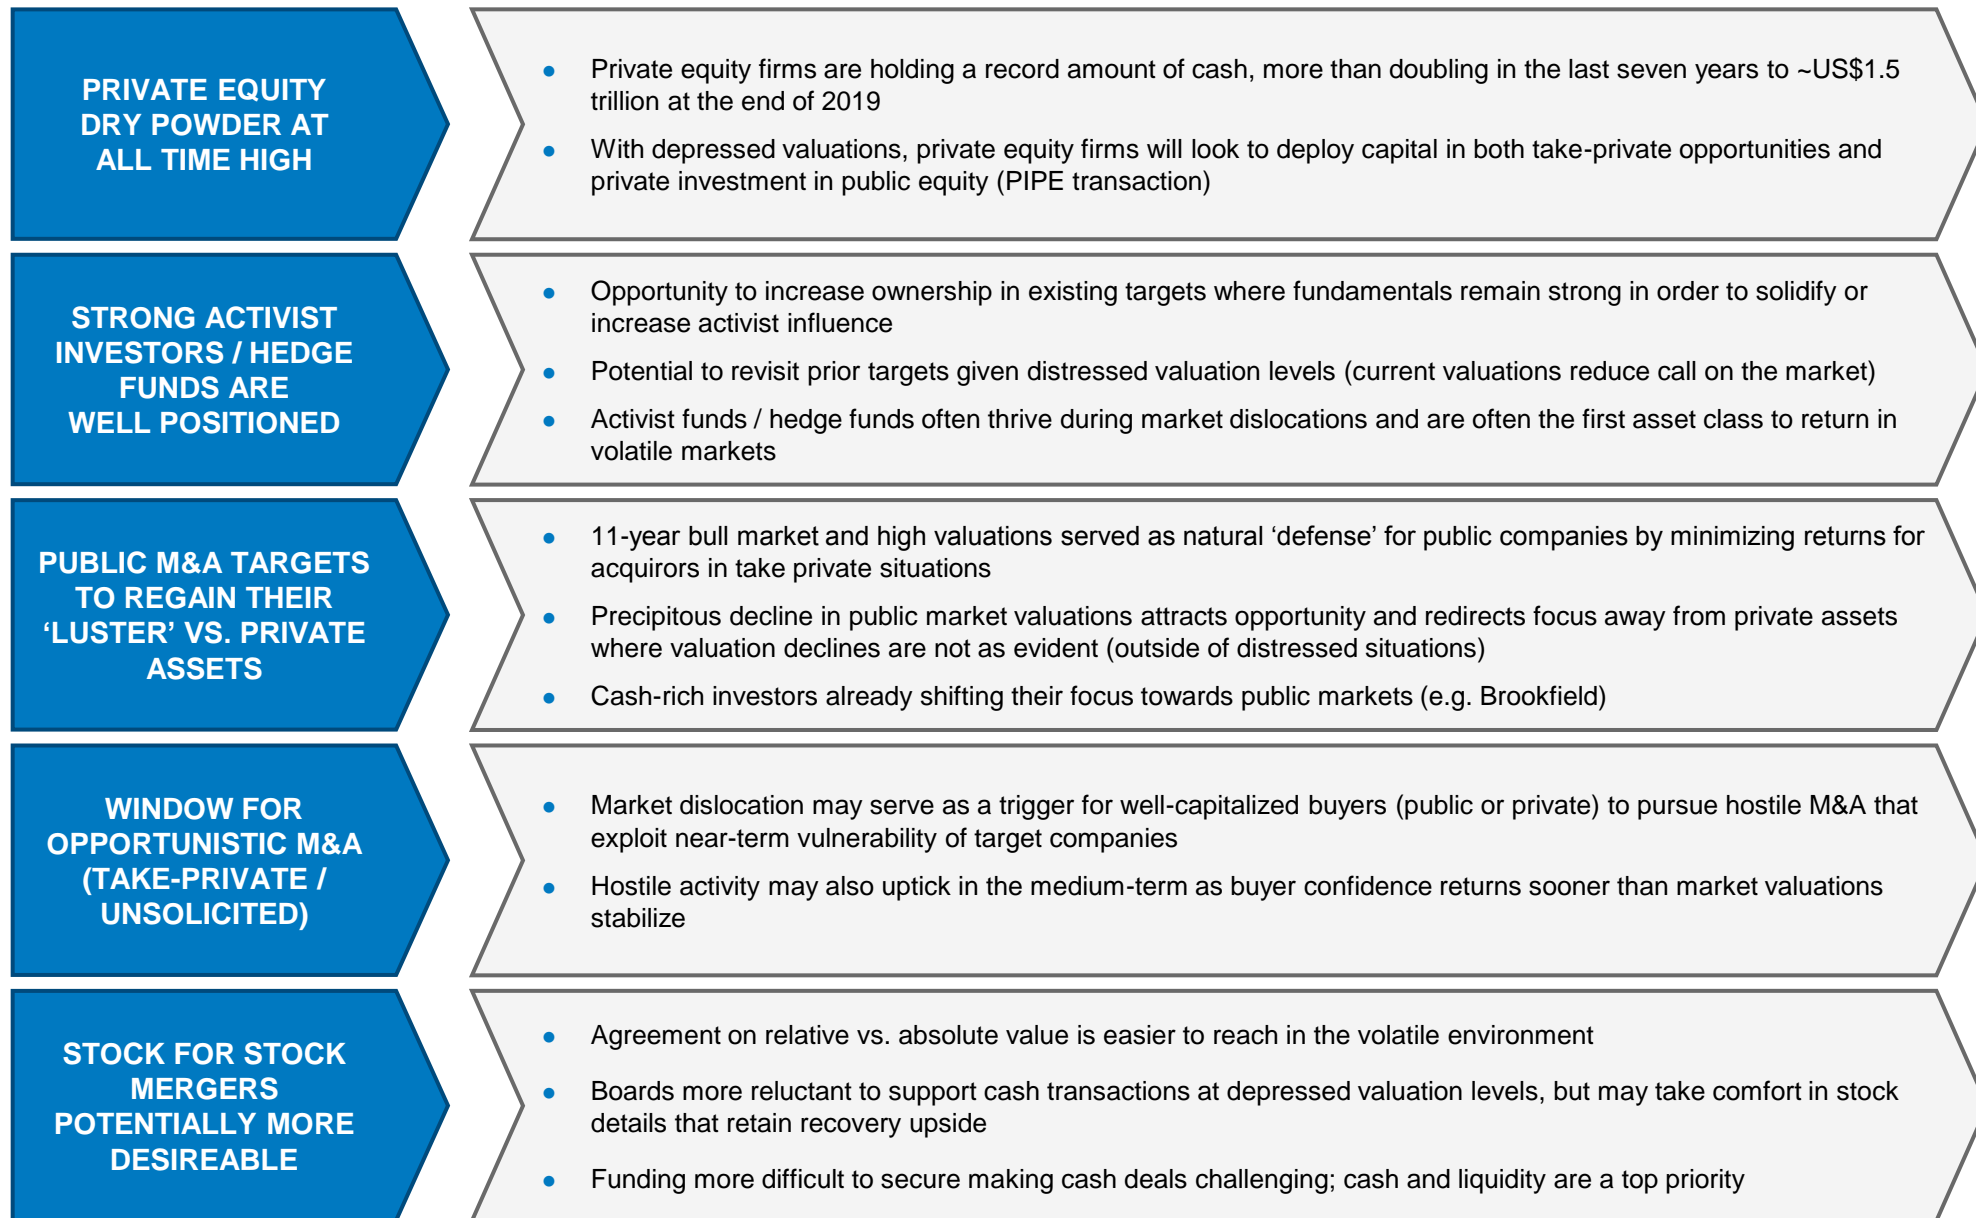 PRIVATE EQUITY
DRY POWDER AT
ALL TIME HIGH
● Private equity firms are holding a record amount of cash, more than doubling in the last seven years to ~US$1.5
trillion at the end of 2019
● With depressed valuations, private equity firms will look to deploy capital in both take-private opportunities and
private investment in public equity (PIPE transaction)
STRONG ACTIVIST
INVESTORS / HEDGE
FUNDS ARE
WELL POSITIONED
● Opportunity to increase ownership in existing targets where fundamentals remain strong in order to solidify or
increase activist influence
● Potential to revisit prior targets given distressed valuation levels (current valuations reduce call on the market)
● Activist funds / hedge funds often thrive during market dislocations and are often the first asset class to return in
volatile markets
PUBLIC M&A TARGETS
TO REGAIN THEIR
‘LUSTER’ VS. PRIVATE
ASSETS
● 11-year bull market and high valuations served as natural ‘defense’ for public companies by minimizing returns for
acquirors in take private situations
● Precipitous decline in public market valuations attracts opportunity and redirects focus away from private assets
where valuation declines are not as evident (outside of distressed situations)
● Cash-rich investors already shifting their focus towards public markets (e.g. Brookfield)
WINDOW FOR
OPPORTUNISTIC M&A
(TAKE-PRIVATE /
UNSOLICITED)
● Market dislocation may serve as a trigger for well-capitalized buyers (public or private) to pursue hostile M&A that
exploit near-term vulnerability of target companies
● Hostile activity may also uptick in the medium-term as buyer confidence returns sooner than market valuations
stabilize
STOCK FOR STOCK
MERGERS
POTENTIALLY MORE
DESIREABLE
● Agreement on relative vs. absolute value is easier to reach in the volatile environment
● Boards more reluctant to support cash transactions at depressed valuation levels, but may take comfort in stock
details that retain recovery upside
● Funding more difficult to secure making cash deals challenging; cash and liquidity are a top priority